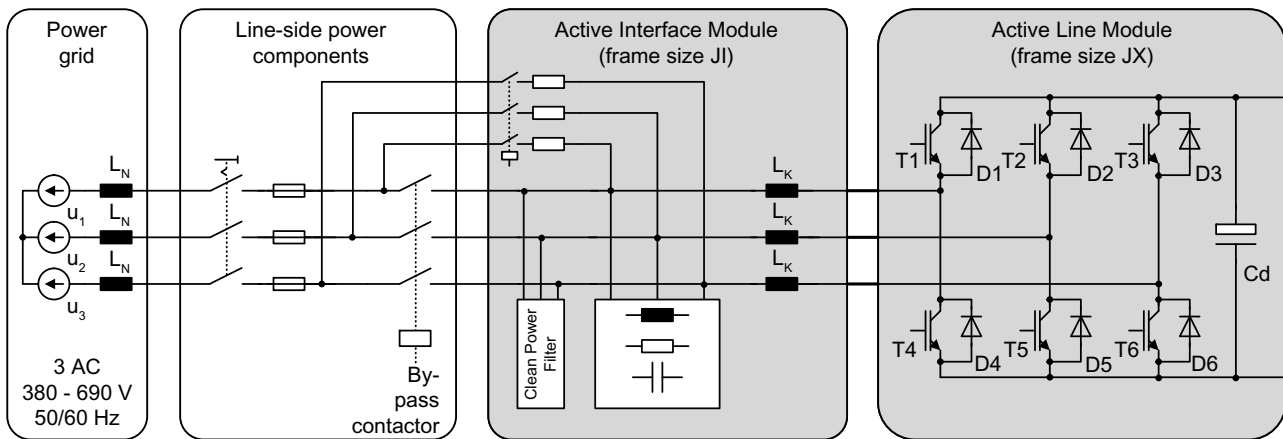 Power
grid
Line-side power
components
Active Interface Module
(frame size JI)
Active Line Module
(frame size JX)
L_N
u_1
L_N
u_2
L_N
u_3
3 AC
380 - 690 V
50/60 Hz
By-
pass
contactor
Clean Power
Filter
L_K
L_K
L_K
T1
D1
T2
D2
T3
D3
Cd
T4
D4
T5
D5
T6
D6